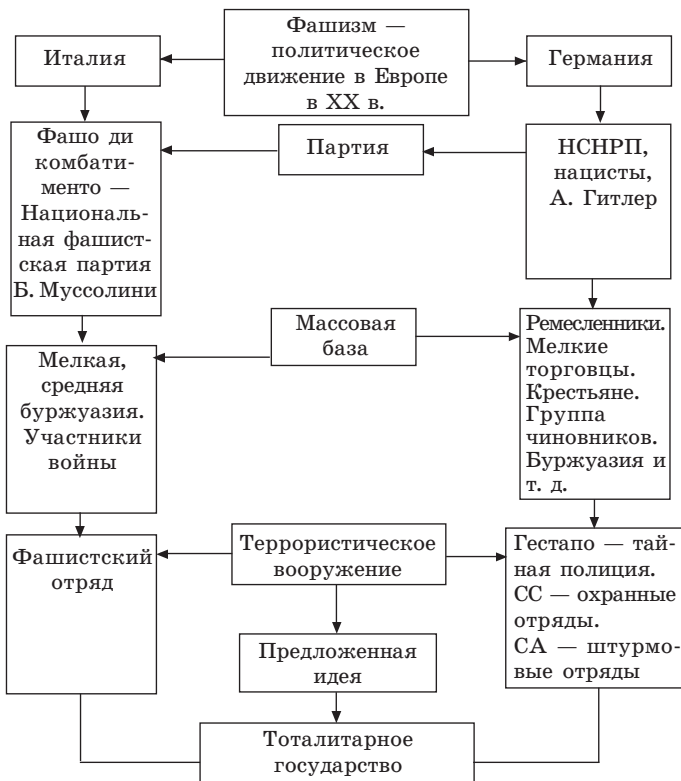 Фашизм —
политическое
движение в Европе
в XX в.
Италия
Германия
Фашо ди
комбати-
менто —
Националь-
ная фашист-
ская партия
Б. Муссолини
Партия
НСНРП,
нацисты,
А. Гитлер
Массовая
база
Мелкая,
средняя
буржуазия.
Участники
войны
Ремесленники.
Мелкие
торговцы.
Крестьяне.
Группа
чиновников.
Буржуазия и
т. д.
Фашистский
отряд
Террористическое
вооружение
Гестапо — тай-
ная полиция.
СС — охранные
отряды.
СА — штурмо-
вые отряды
Предложенная
идея
Тоталитарное
государство